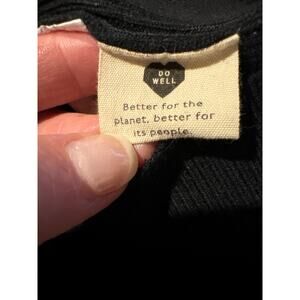 DO
WELL
Better for the
planet, better for
its people.